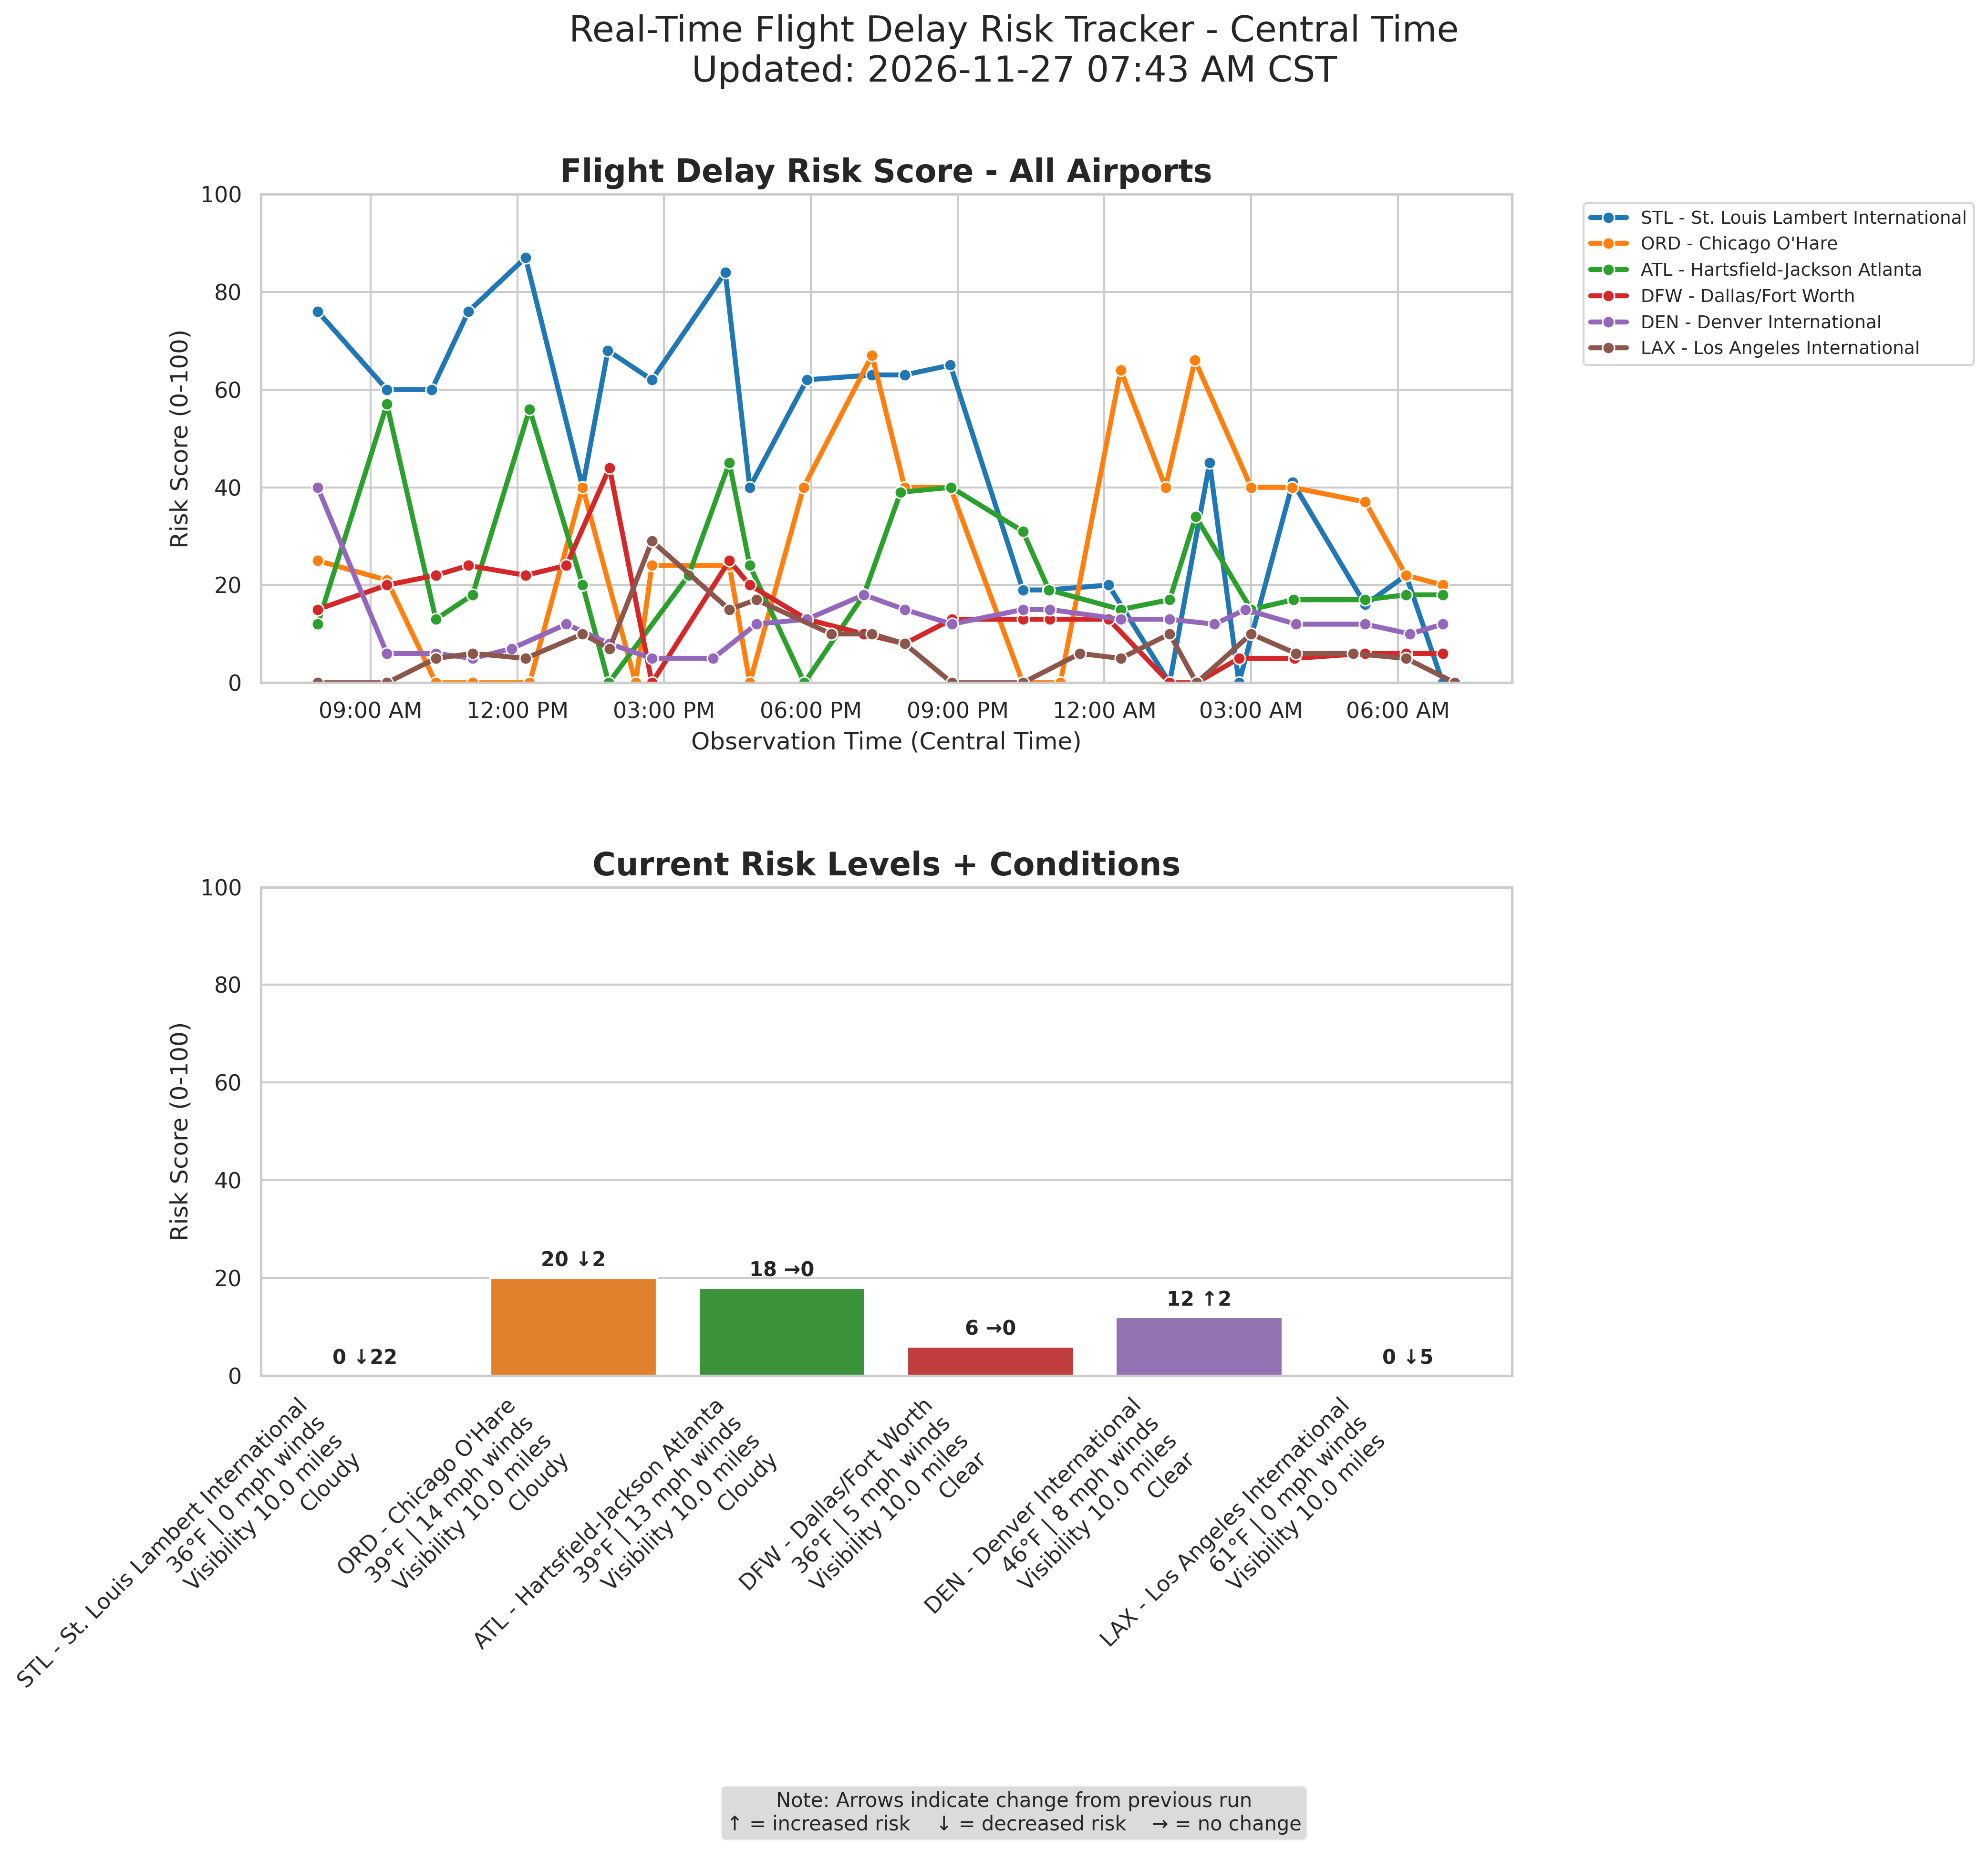 Real-Time Flight Delay Risk Tracker - Central Time
Updated: 2026-11-27 07:43 AM CST
Flight Delay Risk Score - All Airports
Risk Score (0-100)
100
80
60
40
20
0
09:00 AM
12:00 PM
03:00 PM
06:00 PM
09:00 PM
12:00 AM
03:00 AM
06:00 AM
Observation Time (Central Time)
STL - St. Louis Lambert International
ORD - Chicago O'Hare
ATL - Hartsfield-Jackson Atlanta
DFW - Dallas/Fort Worth
DEN - Denver International
LAX - Los Angeles International
Current Risk Levels + Conditions
Risk Score (0-100)
100
80
60
40
20
0
0 ↓22
20 ↓2
18 →0
6 →0
12 ↑2
0 ↓5
STL - St. Louis Lambert International
36°F | 0 mph winds
Visibility 10.0 miles
Cloudy
ORD - Chicago O'Hare
39°F | 14 mph winds
Visibility 10.0 miles
Cloudy
ATL - Hartsfield-Jackson Atlanta
39°F | 13 mph winds
Visibility 10.0 miles
Cloudy
DFW - Dallas/Fort Worth
36°F | 5 mph winds
Visibility 10.0 miles
Clear
DEN - Denver International
46°F | 8 mph winds
Visibility 10.0 miles
Clear
LAX - Los Angeles International
61°F | 0 mph winds
Visibility 10.0 miles
Note: Arrows indicate change from previous run
↑ = increased risk ↓ = decreased risk → = no change